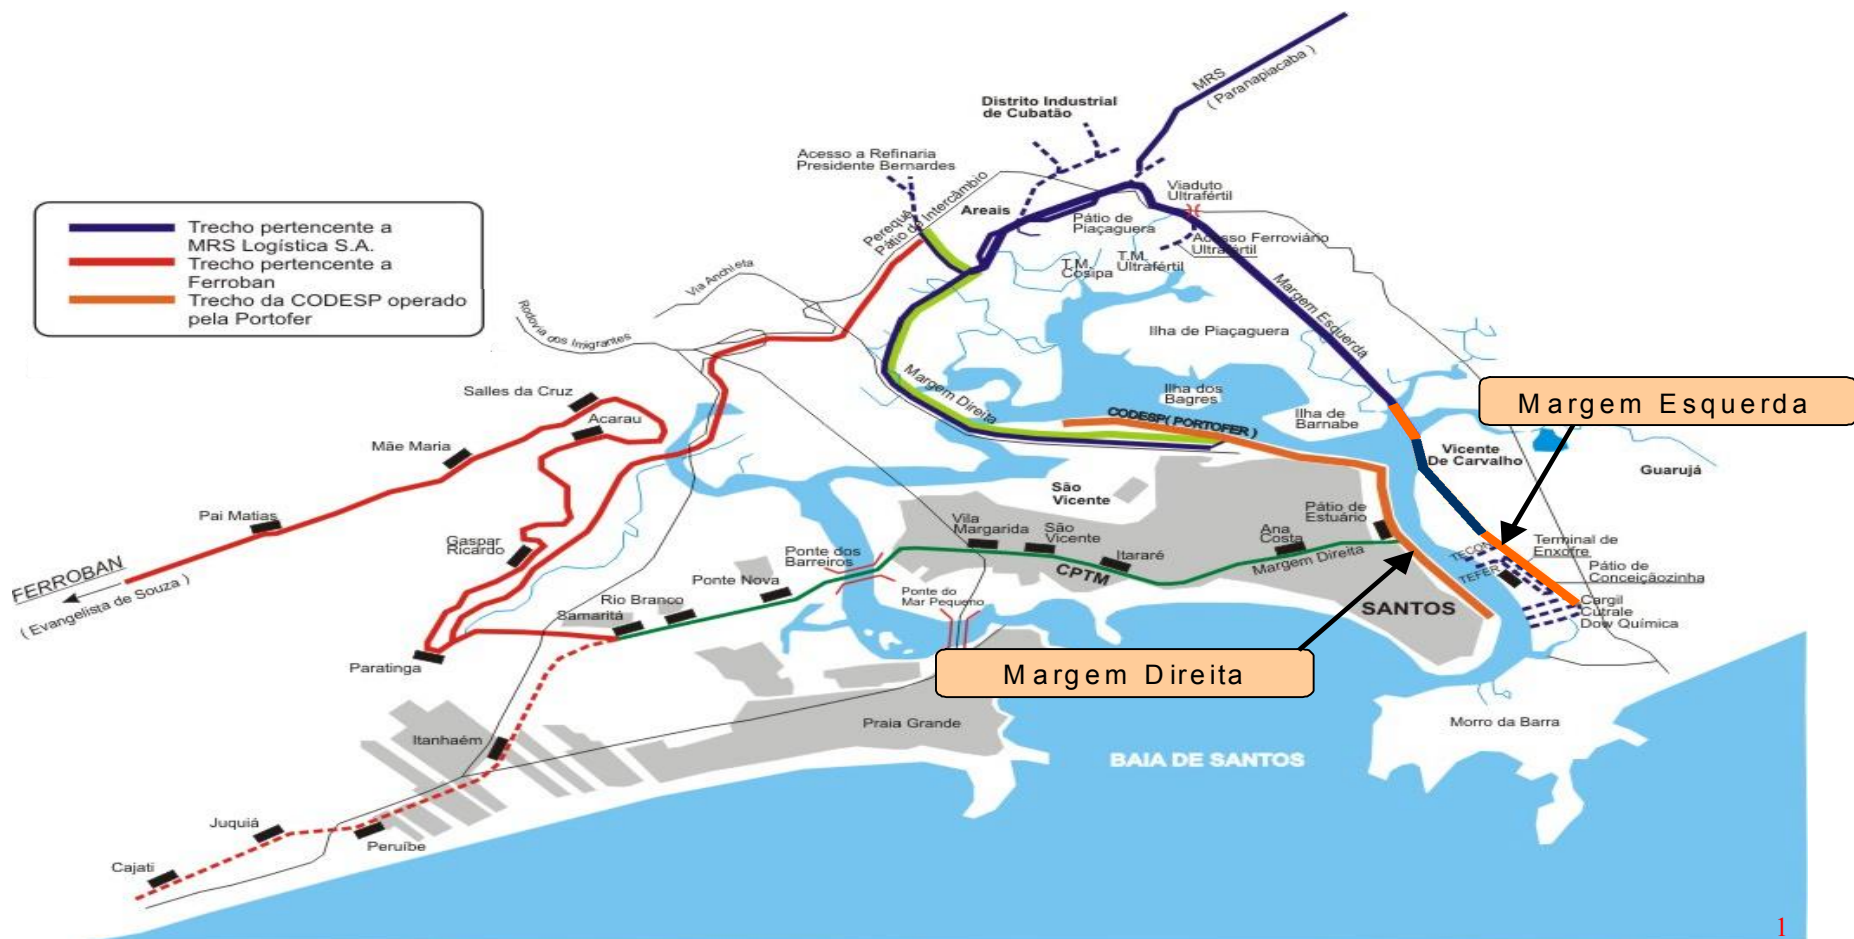 MRS
( Paranapiacaba )
Distrito Industrial
de Cubatão
Acesso a Refinaria
Presidente Bernardes
Perequê
Pátio de Intercâmbio
Areais
Viaduto
Ultrafértil
Pátio de
Piaçaguera
Acesso Ferroviário
Ultrafértil
T.M.
Cosipa
T.M.
Ultrafértil
Trecho pertencente a
MRS Logística S.A.
Trecho pertencente a
Ferroban
Trecho da CODESP operado
pela Portofer
Via Anchieta
Rodovia dos Imigrantes
Margem Esquerda
Ilha de Piaçaguera
Margem Direita
Ilha dos
Bagres
Ilha de
Barnabe
CODESP( PORTOFER )
Margem Esquerda
Salles da Cruz
Acarau
Mãe Maria
Pai Matias
Gaspar
Ricardo
FERROBAN
( Evangelista de Souza )
Vicente
De Carvalho
Guarujá
São
Vicente
Pátio de
Estuário
Vila
Margarida
São
Vicente
Itararé
Ana
Costa
Margem Direita
CPTM
Ponte dos
Barreiros
Ponte Nova
Rio Branco
Samaritá
Ponte do
Mar Pequeno
TECON
TEFER
Terminal de
Enxofre
Pátio de
Conceiçãozinha
Cargil
Cutrale
Dow Química
SANTOS
Paratinga
Margem Direita
Praia Grande
Morro da Barra
Itanhaém
BAIA DE SANTOS
Juquiá
Peruíbe
Cajati
1